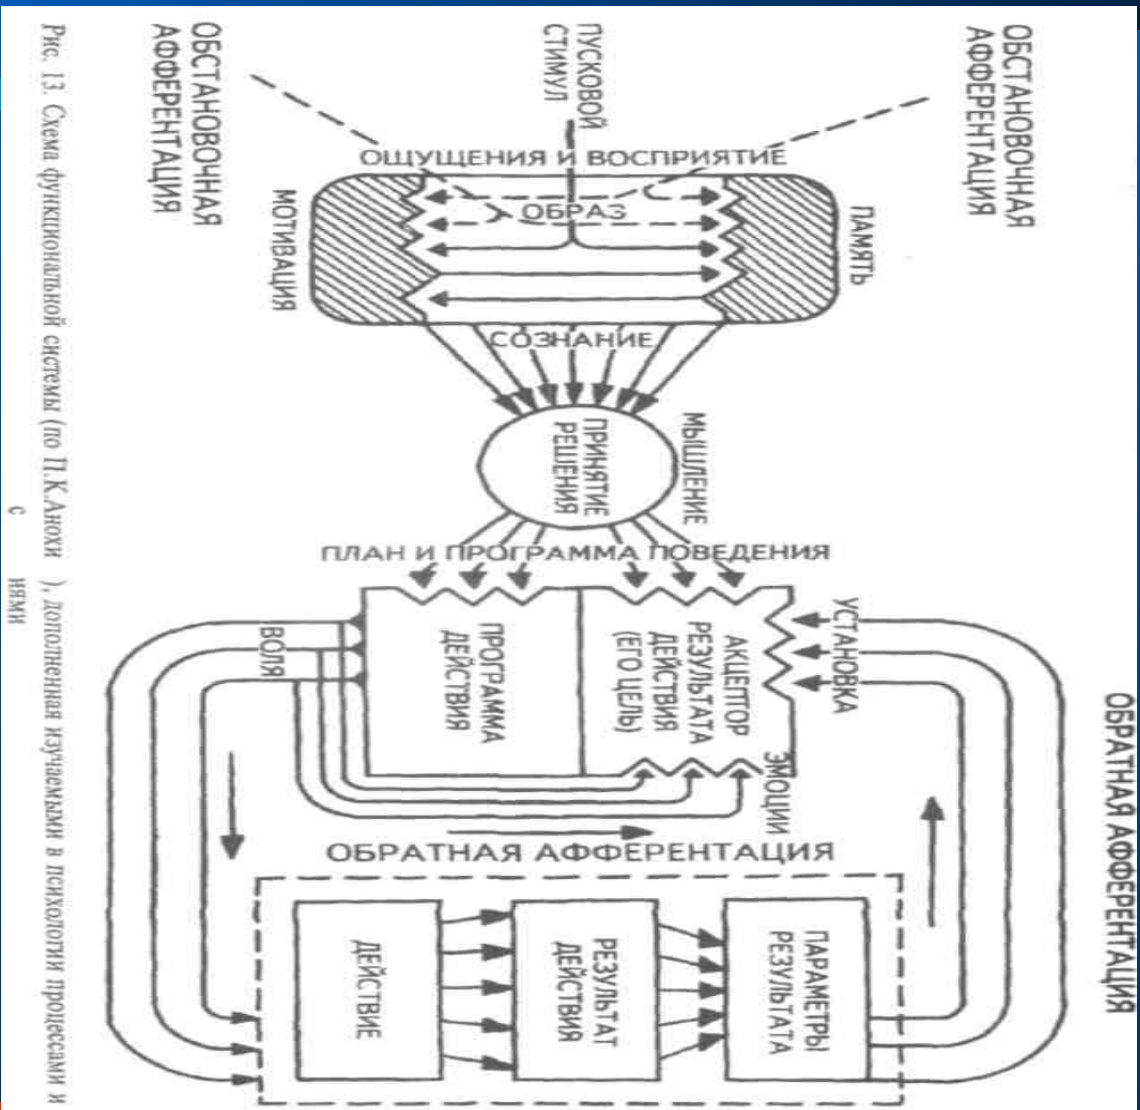 ОБСТАНОВОЧНАЯ
АФФЕРЕНТАЦИЯ
ПУСКОВОЙ
СТИМУЛ
ОБСТАНОВОЧНАЯ
АФФЕРЕНТАЦИЯ
ОЩУЩЕНИЯ И ВОСПРИЯТИЕ
ПАМЯТЬ
ОБРАЗ
МОТИВАЦИЯ
СОЗНАНИЕ
МЫШЛЕНИЕ
ПРИНЯТИЕ
РЕШЕНИЯ
ПЛАН И ПРОГРАММА ПОВЕДЕНИЯ
УСТАНОВКА
АКЦЕПТОР
РЕЗУЛЬТАТА
ДЕЙСТВИЯ
(ЕГО ЦЕЛЬ)
ПРОГРАММА
ДЕЙСТВИЯ
ВОЛЯ
ЭМОЦИИ
ОБРАТНАЯ АФФЕРЕНТАЦИЯ
ОБРАТНАЯ АФФЕРЕНТАЦИЯ
ПАРАМЕТРЫ
РЕЗУЛЬТАТА
РЕЗУЛЬТАТ
ДЕЙСТВИЯ
ДЕЙСТВИЕ
Рис. 13. Схема функциональной системы (по П.К.Анохи ), дополненная изучаемыми в психологии процессами и
с иями